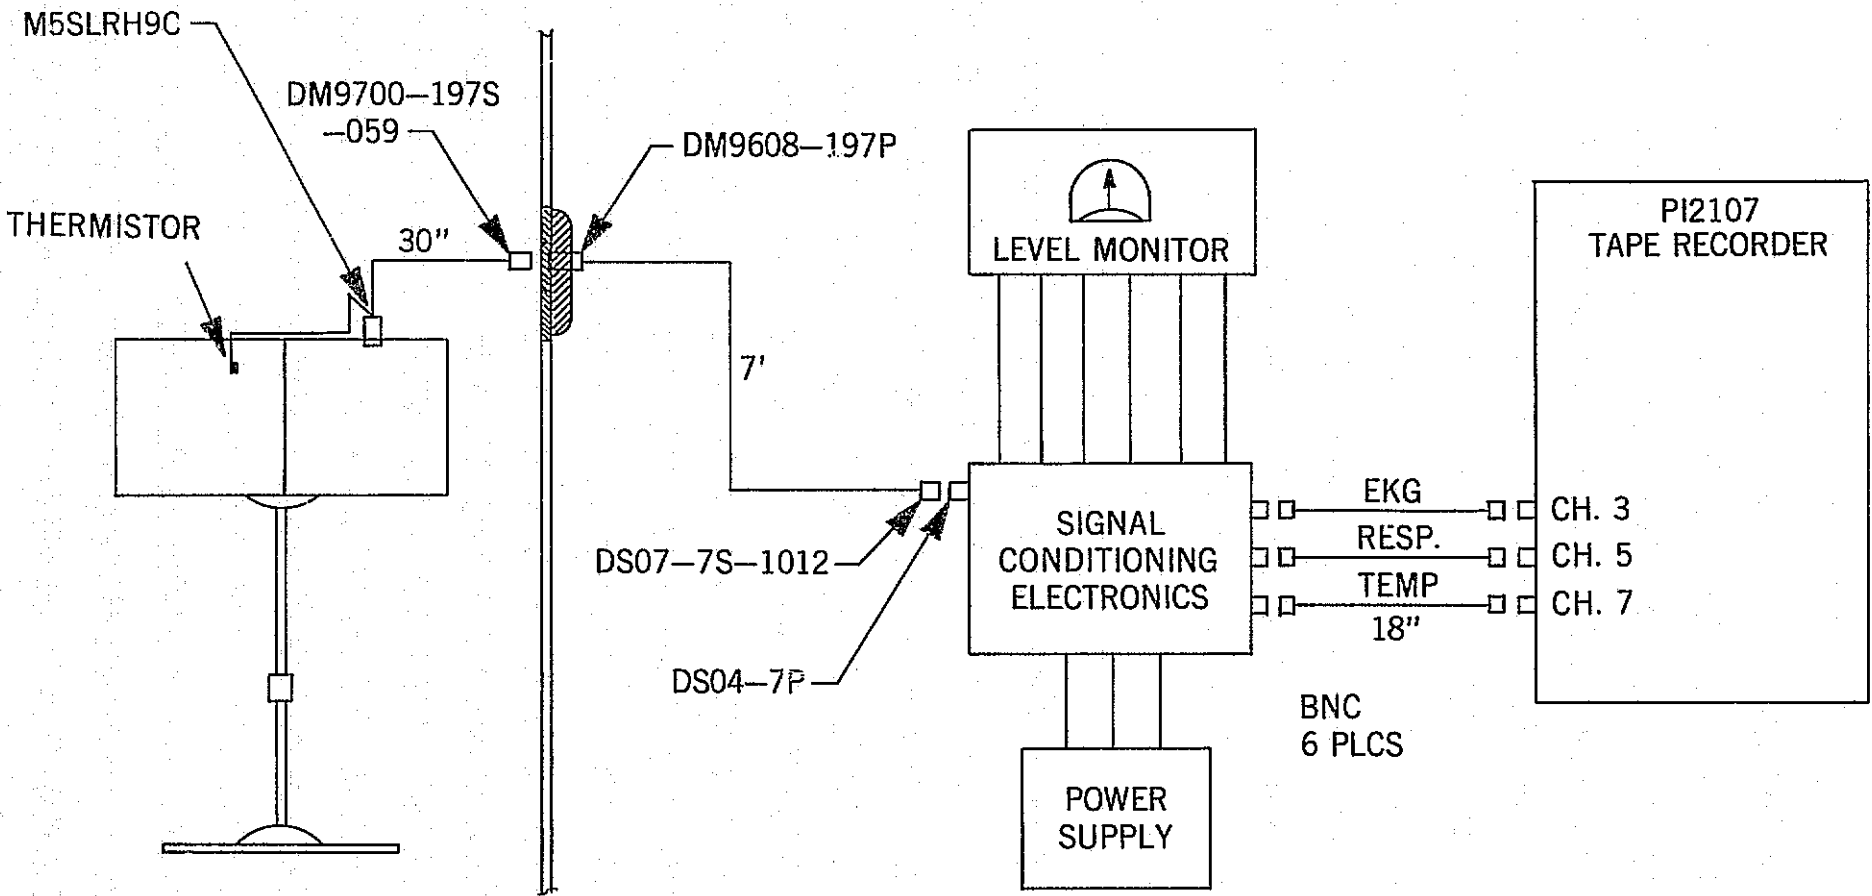 M5SLRH9C
DM9700–197S
–059
DM9608–197P
THERMISTOR
30"
7'
LEVEL MONITOR
PI2107
TAPE RECORDER
DS07–7S–1012
DS04–7P
SIGNAL
CONDITIONING
ELECTRONICS
EKG
RESP.
TEMP
18"
CH. 3
CH. 5
CH. 7
BNC
6 PLCS
POWER
SUPPLY